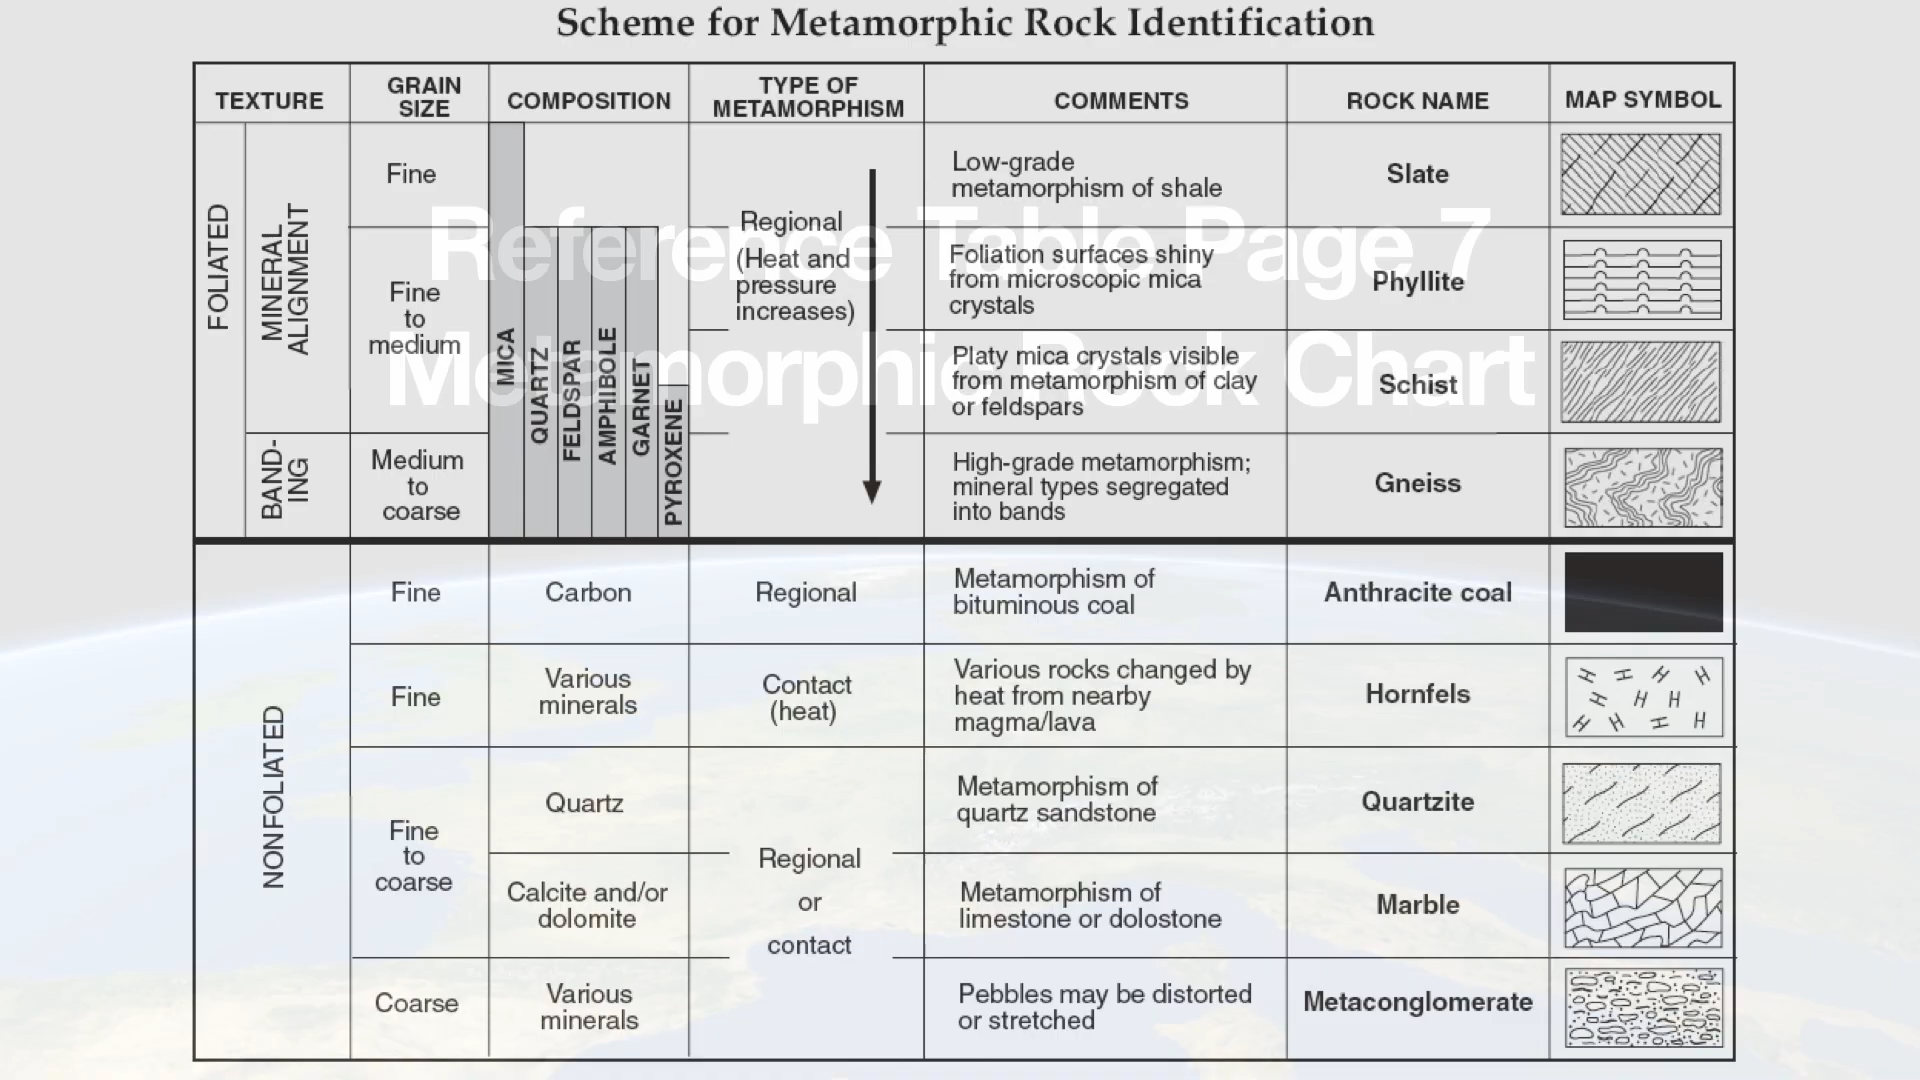 Scheme for Metamorphic Rock Identification
TEXTURE
GRAIN
SIZE
COMPOSITION
TYPE OF
METAMORPHISM
COMMENTS
ROCK NAME
MAP SYMBOL
FOLIATED
MINERAL
ALIGNMENT
BAND-
ING
Fine
Fine
to
medium
Medium
to
coarse
MICA
QUARTZ
FELDSPAR
AMPHIBOLE
GARNET
PYROXENE
Regional
(Heat and
pressure
increases)
Low-grade
metamorphism of shale
Slate
Foliation surfaces shiny
from microscopic mica
crystals
Phyllite
Platy mica crystals visible
from metamorphism of clay
or feldspars
Schist
High-grade metamorphism;
mineral types segregated
into bands
Gneiss
Reference Table Page 7
Metamorphic Rock Chart
NONFOLIATED
Fine
Carbon
Regional
Metamorphism of
bituminous coal
Anthracite coal
Fine
Various
minerals
Contact
(heat)
Various rocks changed by
heat from nearby
magma/lava
Hornfels
H H H H
H H H
H H H H
Fine
to
coarse
Quartz
Regional
or
contact
Metamorphism of
quartz sandstone
Quartzite
Calcite and/or
dolomite
Metamorphism of
limestone or dolostone
Marble
Coarse
Various
minerals
Pebbles may be distorted
or stretched
Metaconglomerate